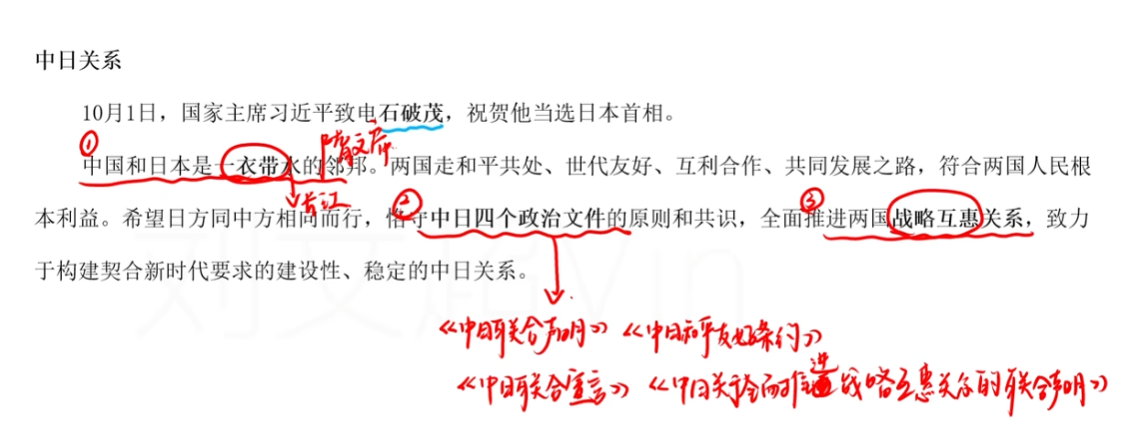 中日关系
10月1日，国家主席习近平致电石破茂，祝贺他当选日本首相。
①
隋文帝
中国和日本是一衣带水的邻邦。两国走和平共处、世代友好、互利合作、共同发展之路，符合两国人民根
长江
②
③
本利益。希望日方同中方相向而行，恪守中日四个政治文件的原则和共识，全面推进两国战略互惠关系，致力
于构建契合新时代要求的建设性、稳定的中日关系。
《中日联合声明》《中日和平友好条约》
《中日联合宣言》《中日关于全面推进战略互惠关系的联合声明》